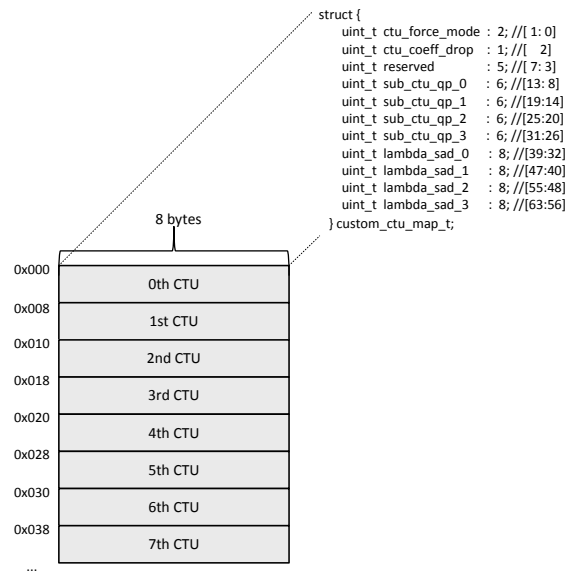 struct {
uint_t ctu_force_mode : 2; //[ 1: 0]
uint_t ctu_coeff_drop : 1; //[ 2]
reserved : 5; //[ 7: 3]
uint_t sub_ctu_qp_0 : 6; //[13: 8]
uint_t sub_ctu_qp_1 : 6; //[19:14]
uint_t sub_ctu_qp_2 : 6; //[25:20]
uint_t sub_ctu_qp_3 : 6; //[31:26]
uint_t lambda_sad_0 : 8; //[39:32]
uint_t lambda_sad_1 : 8; //[47:40]
uint_t lambda_sad_2 : 8; //[55:48]
uint_t lambda_sad_3 : 8; //[63:56]
} custom_ctu_map_t;
8 bytes
0x000
0th CTU
0x008
1st CTU
0x010
2nd CTU
0x018
3rd CTU
0x020
4th CTU
0x028
5th CTU
0x030
6th CTU
0x038
7th CTU
...